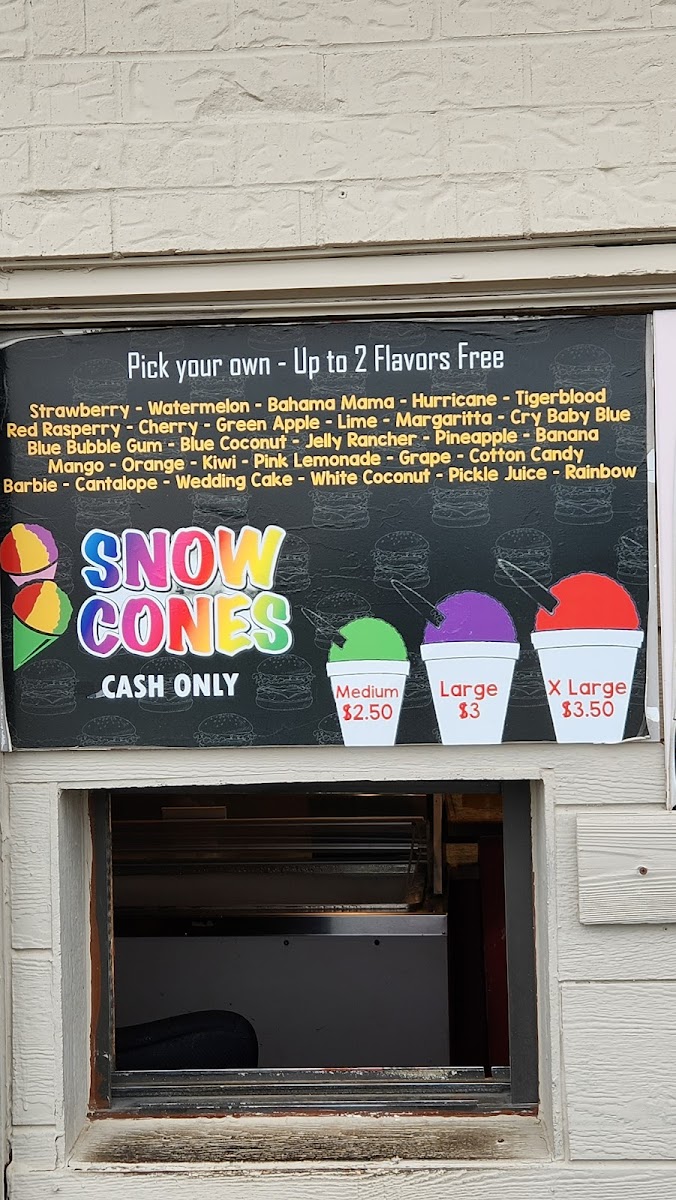 Pick your own - Up to 2 Flavors Free
Strawberry - Watermelon - Bahama Mama - Hurricane - Tigerblood
Red Rasperry - Cherry - Green Apple - Lime - Margaritta - Cry Baby Blue
Blue Bubble Gum - Blue Coconut - Jelly Rancher - Pineapple - Banana
Mango - Orange - Kiwi - Pink Lemonade - Grape - Cotton Candy
Barbie - Cantalope - Wedding Cake - White Coconut - Pickle Juice - Rainbow
SNOW
CONES
CASH ONLY
Medium
$2.50
Large
$3
X Large
$3.50